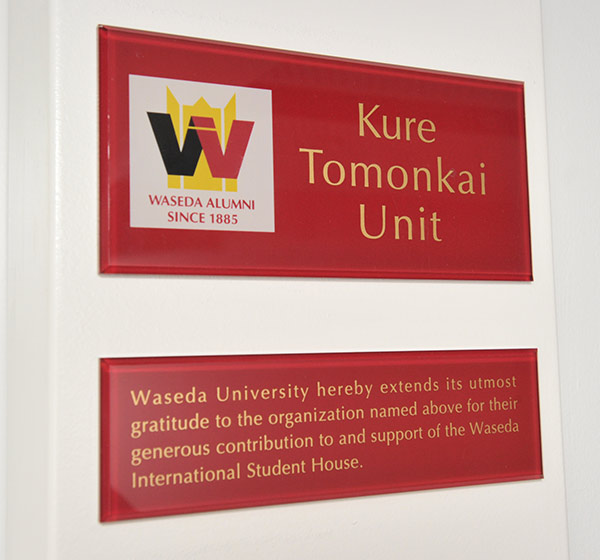 WASEDA ALUMNI
SINCE 1885
Kure
Tomonkai
Unit
Waseda University hereby extends its utmost
gratitude to the organization named above for their
generous contribution to and support of the Waseda
International Student House.